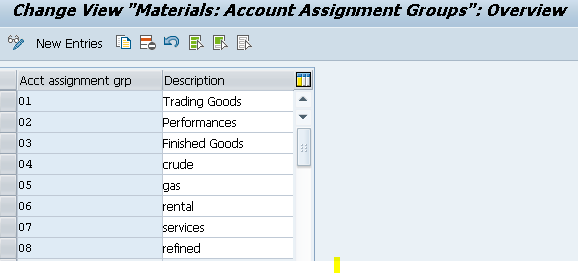 Change View "Materials: Account Assignment Groups": Overview
New Entries
Acct assignment grp Description
01 Trading Goods
02 Performances
03 Finished Goods
04 crude
05 gas
06 rental
07 services
08 refined